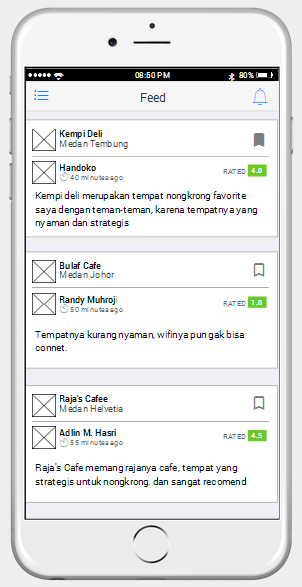 08:50 PM
80%
Feed
Kempi Deli
Medan Tembung
Handoko
40 minutes ago
RATED 4.0
Kempi deli merupakan tempat nongkrong favorite
saya dengan teman-teman, karena tempatnya yang
nyaman dan strategis
Bulaf Cafe
Medan Johor
Randy Muhroji
50 minutes ago
RATED 1.0
Tempatnya kurang nyaman, wifinya pun gak bisa
connet.
Raja's Cafee
Medan Helvetia
Adlin M. Hasri
55 minutes ago
RATED 4.5
Raja's Cafe memang rajanya cafe, tempat yang
strategis untuk nongkrong. dan sangat recomend